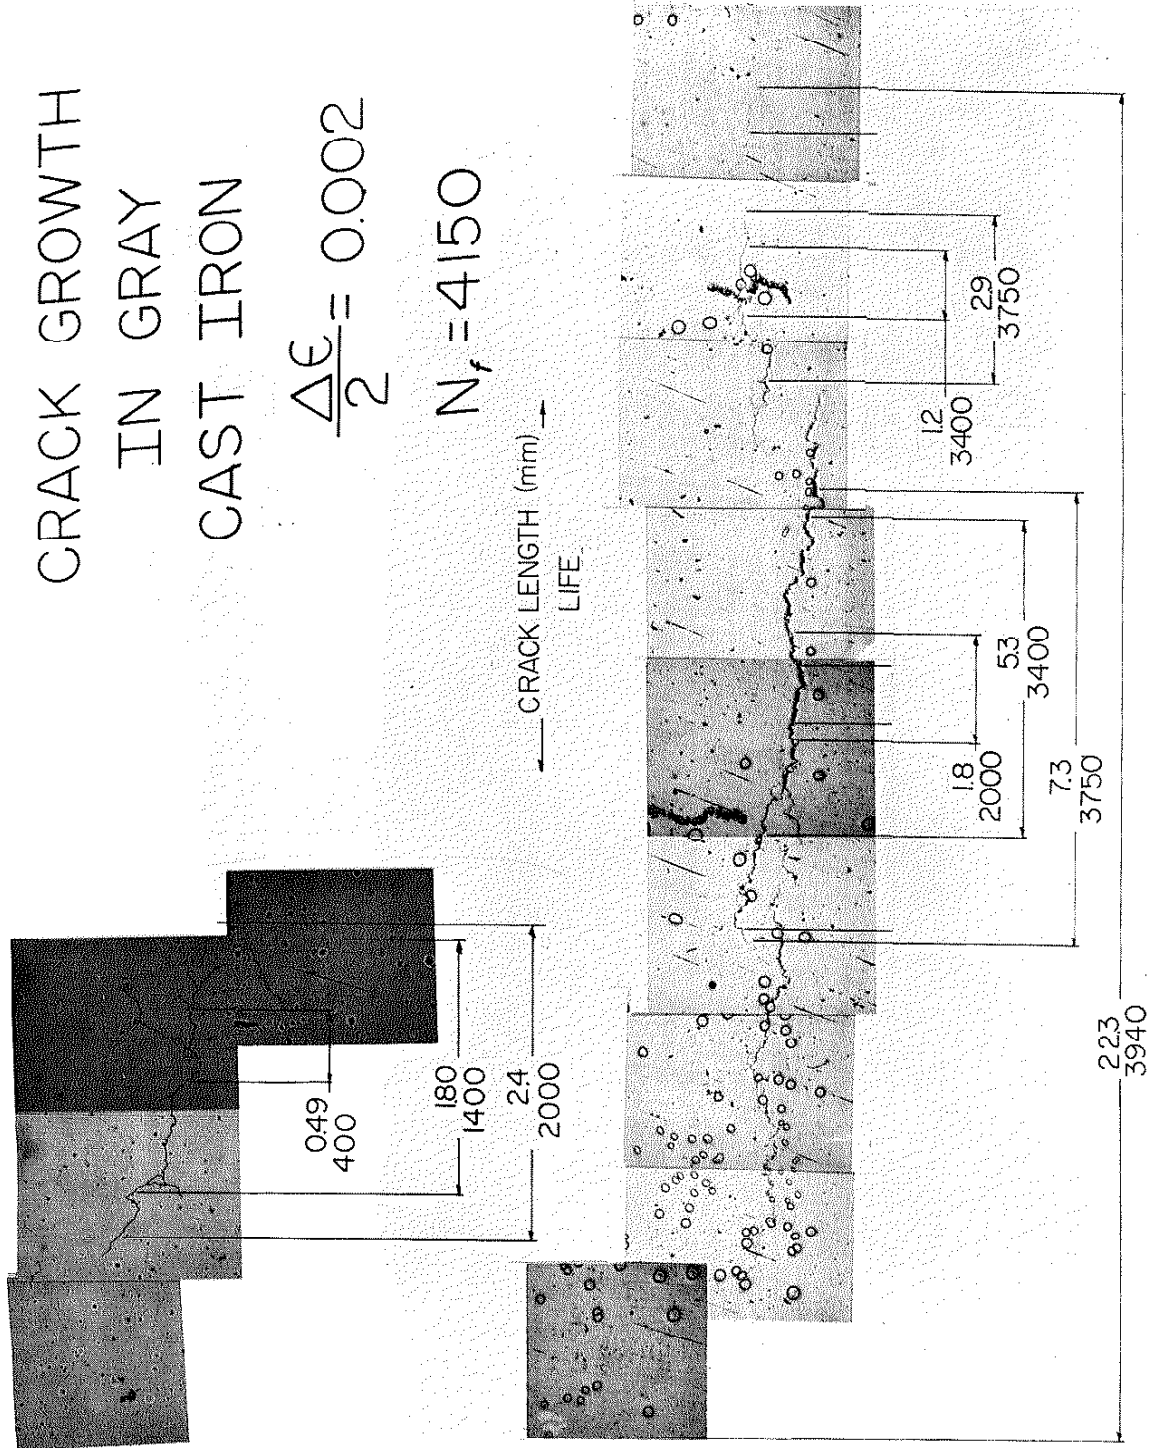 CRACK GROWTH
IN GRAY
CAST IRON
Δϵ/2 = 0.002
Nf = 4150
CRACK LENGTH (mm)
LIFE
0.49
400
1.80
1400
2.4
2000
1.2
3400
2.9
3750
1.8
2000
5.3
3400
7.3
3750
22.3
3940